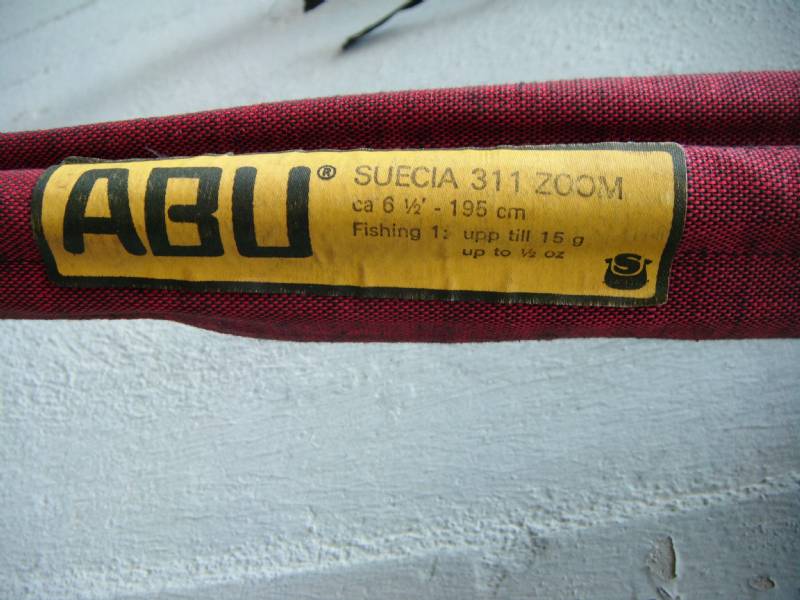 ABU®
SUECIA 311 ZOOM
ca 6 ½' - 195 cm
Fishing 1: upp till 15 g
up to ½ oz
S